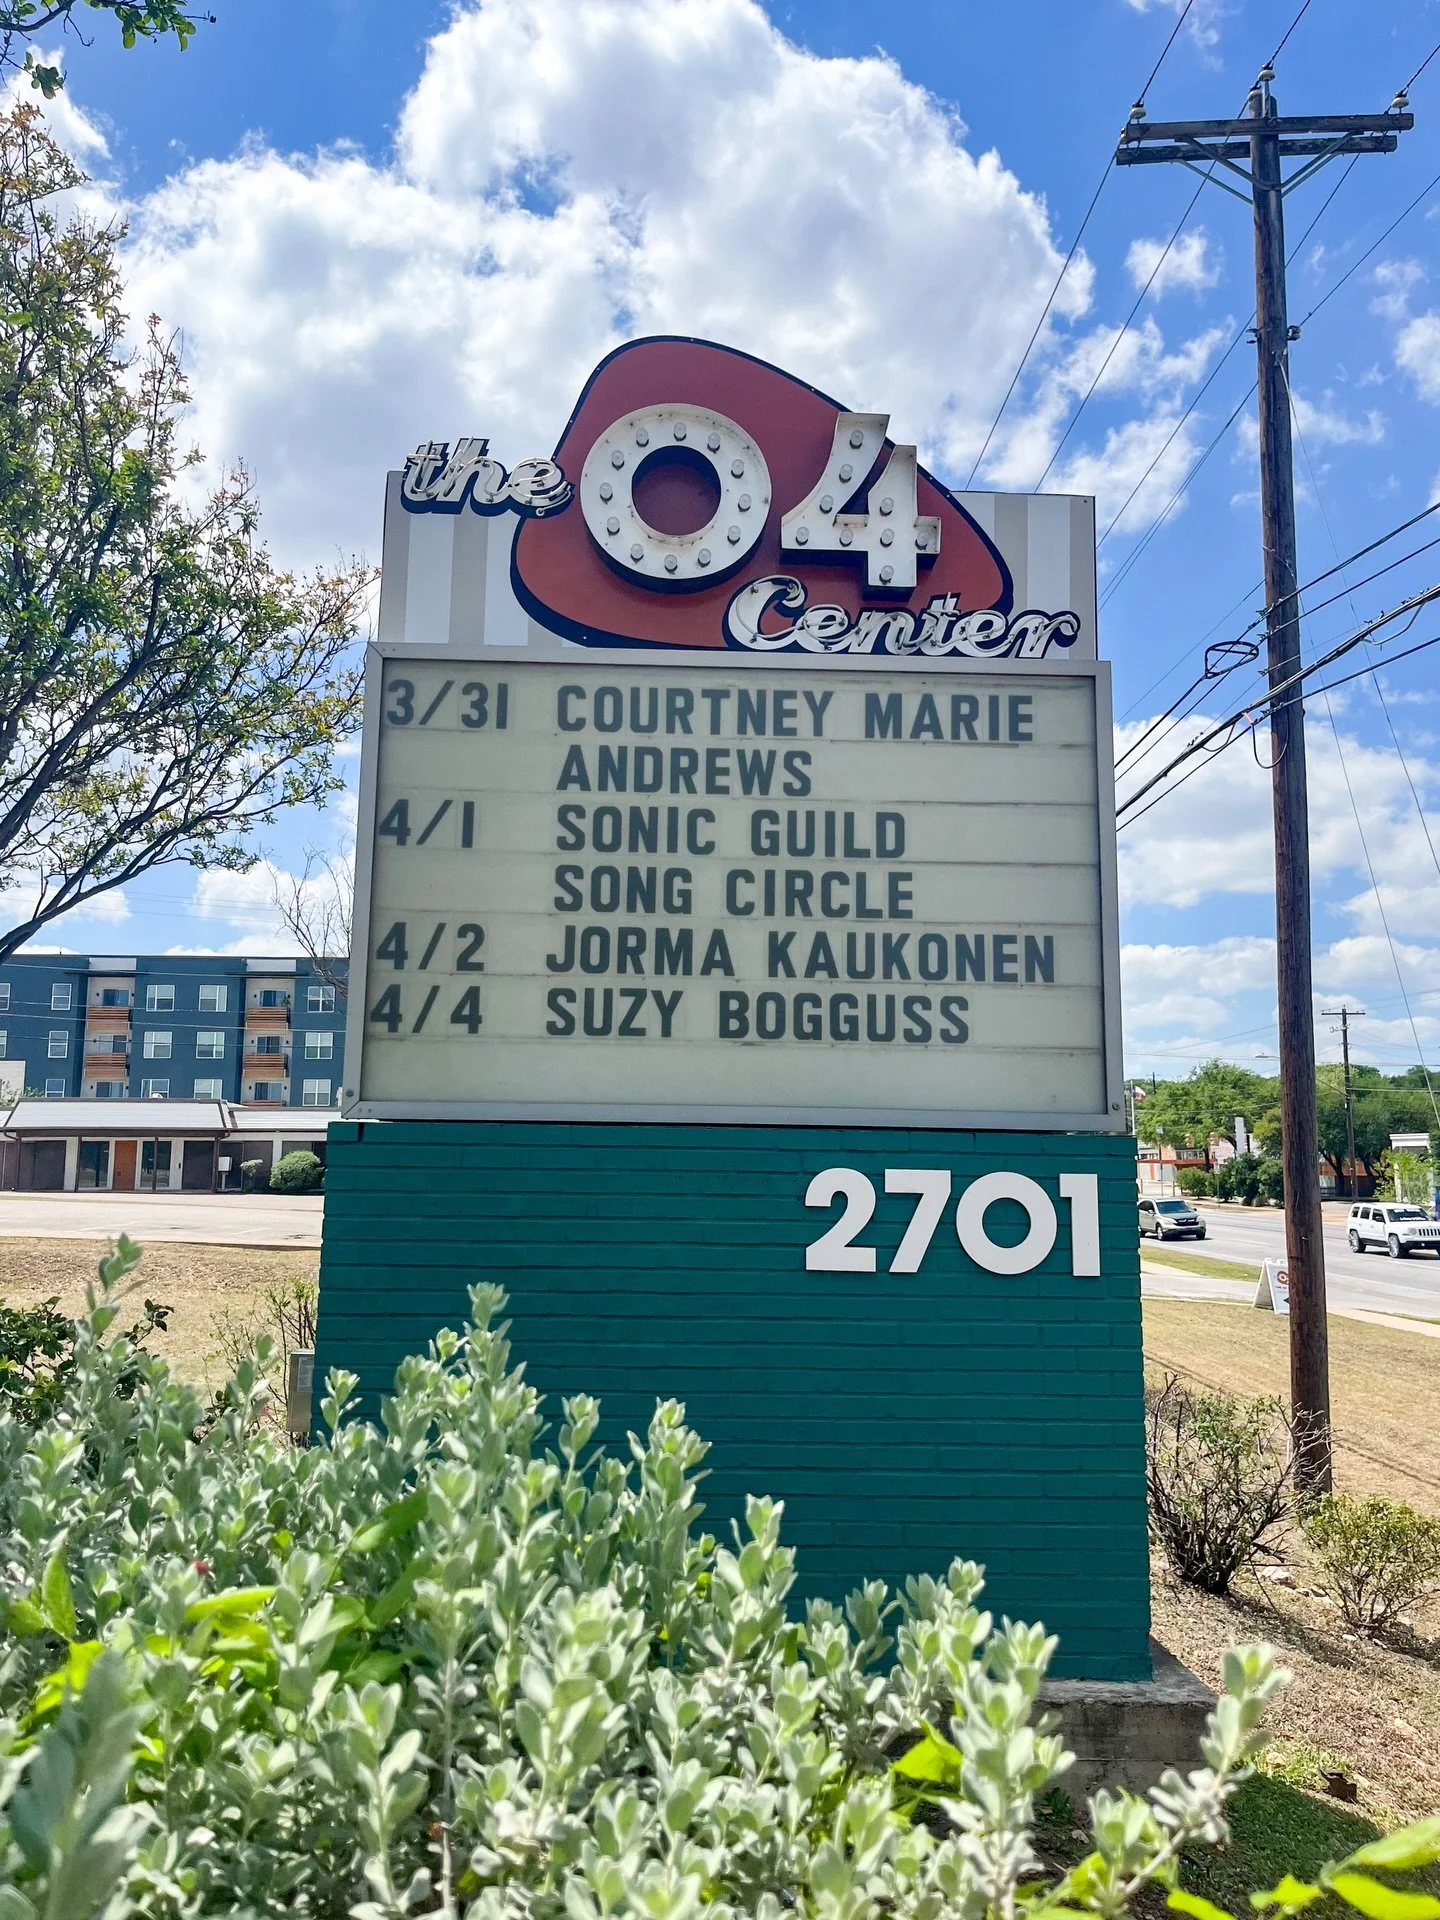 the
04
Center
3/31 COURTNEY MARIE
ANDREWS
4/1 SONIC GUILD
SONG CIRCLE
4/2 JORMA KAUKONEN
4/4 SUZY BOGGUSS
2701